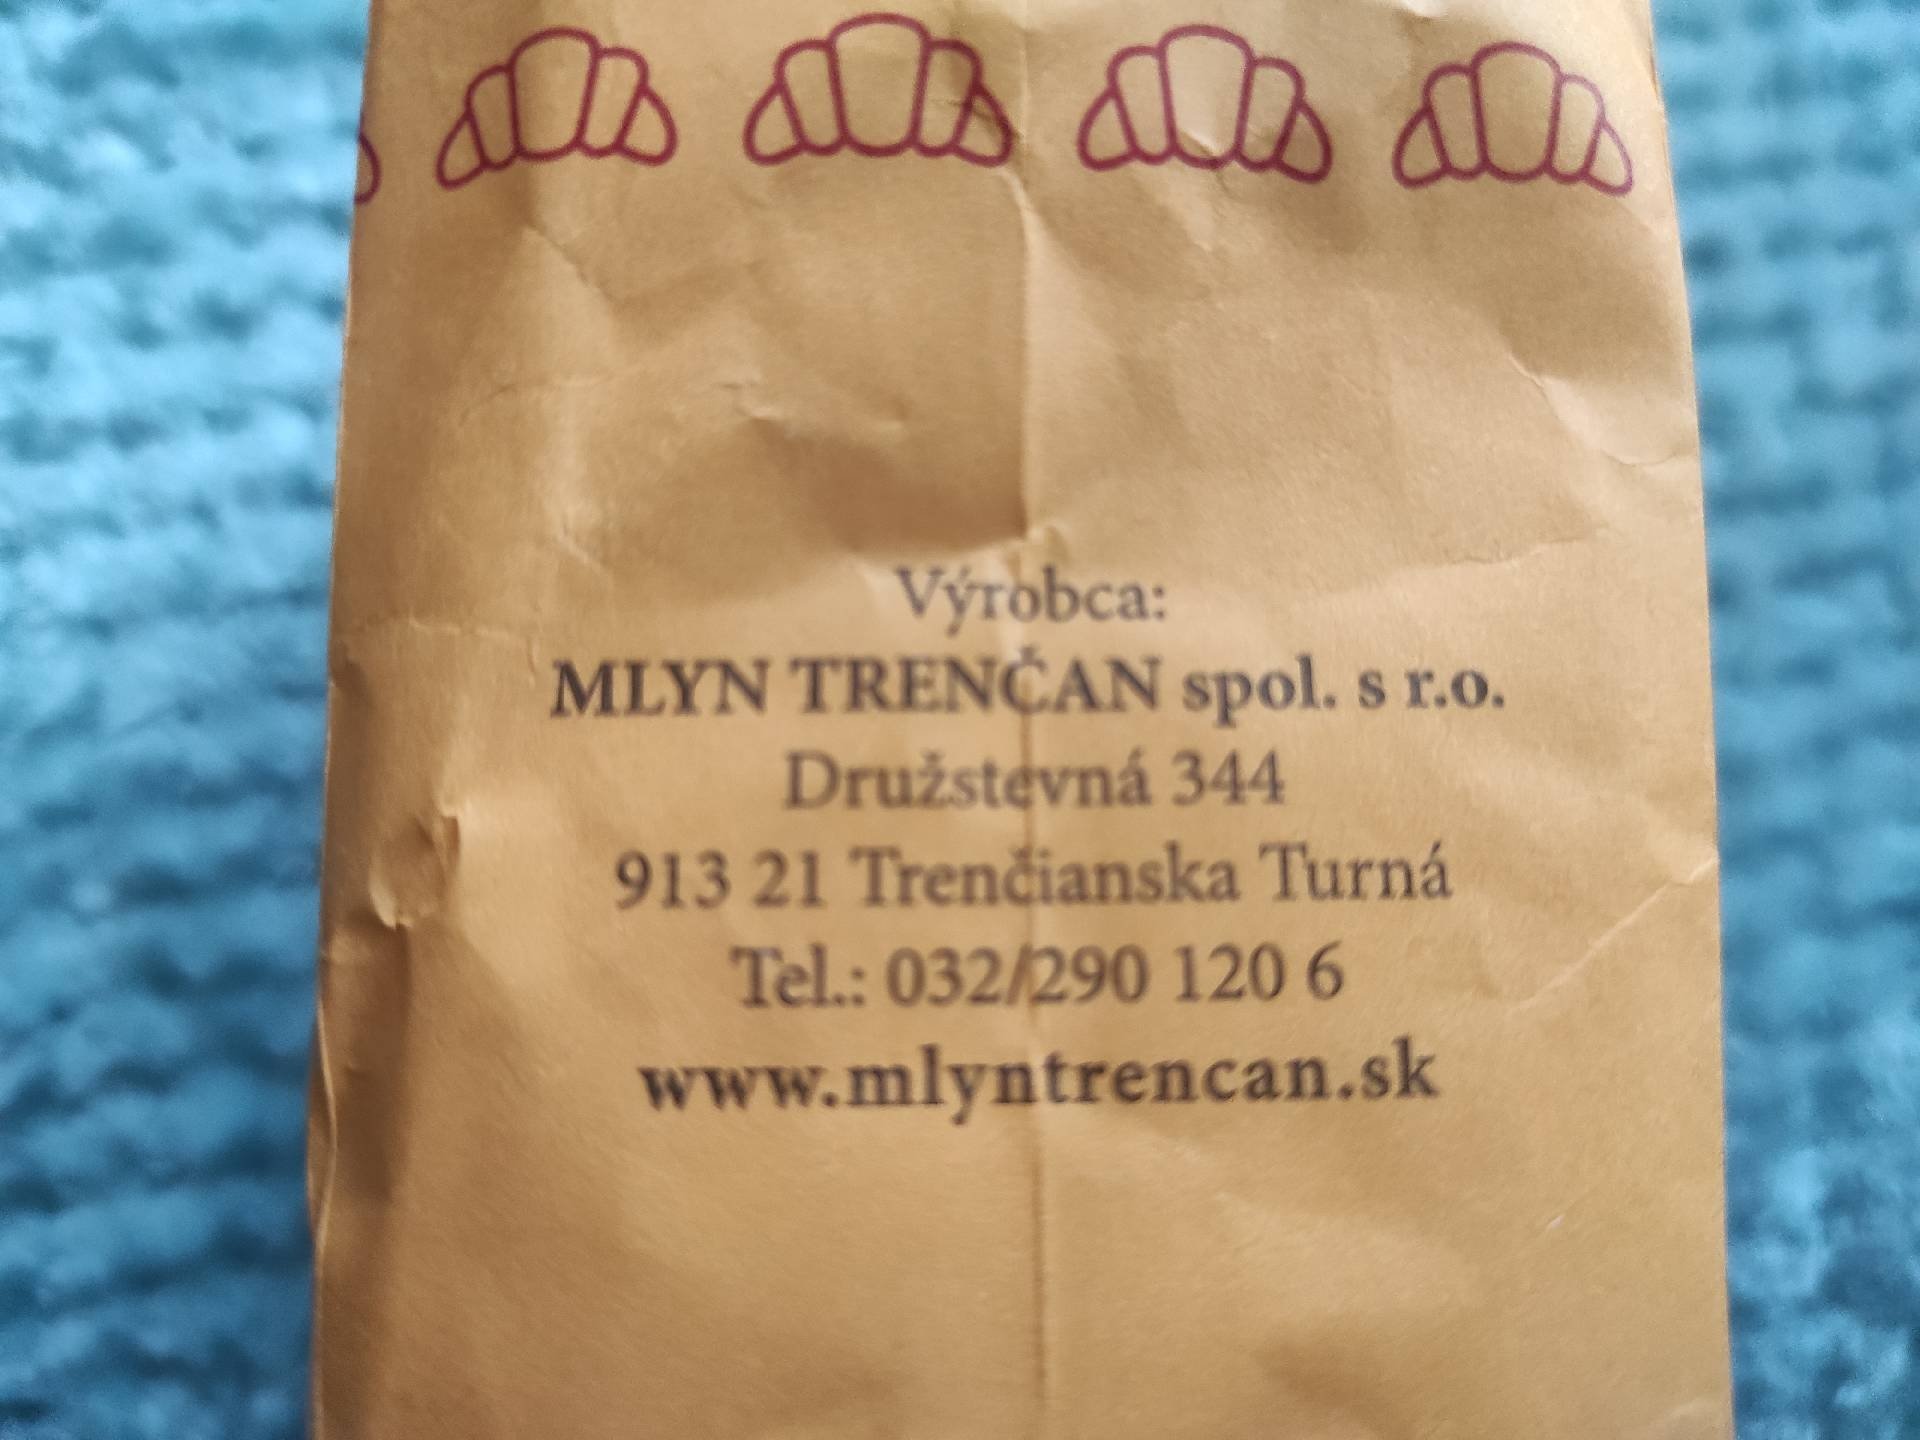 Výrobca:
MLYN TRENČAN spol. s r.o.
Družstevná 344
913 21 Trenčianska Turná
Tel.: 032/290 120 6
www.mlyntrencan.sk